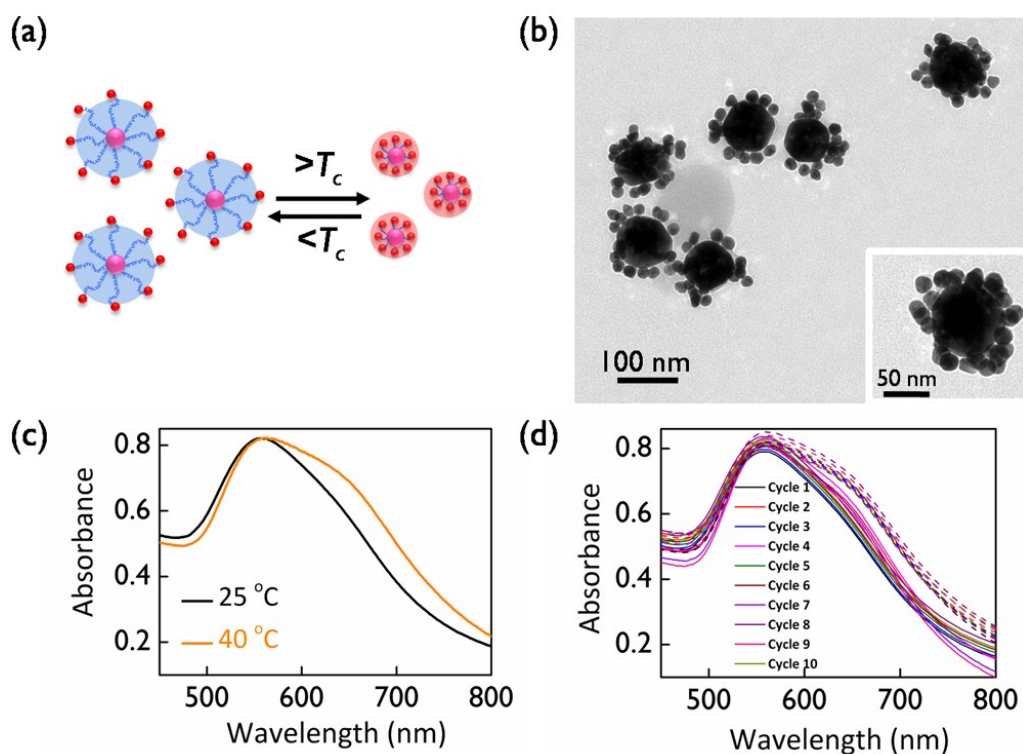 (a)
>Tc
<Tc
(b)
100 nm
50 nm
(c)
Absorbance
0.8
0.6
0.4
0.2
25 °C
40 °C
500
600
700
800
Wavelength (nm)
(d)
Absorbance
0.8
0.6
0.4
0.2
Cycle 1
Cycle 2
Cycle 3
Cycle 4
Cycle 5
Cycle 6
Cycle 7
Cycle 8
Cycle 9
Cycle 10
500
600
700
800
Wavelength (nm)